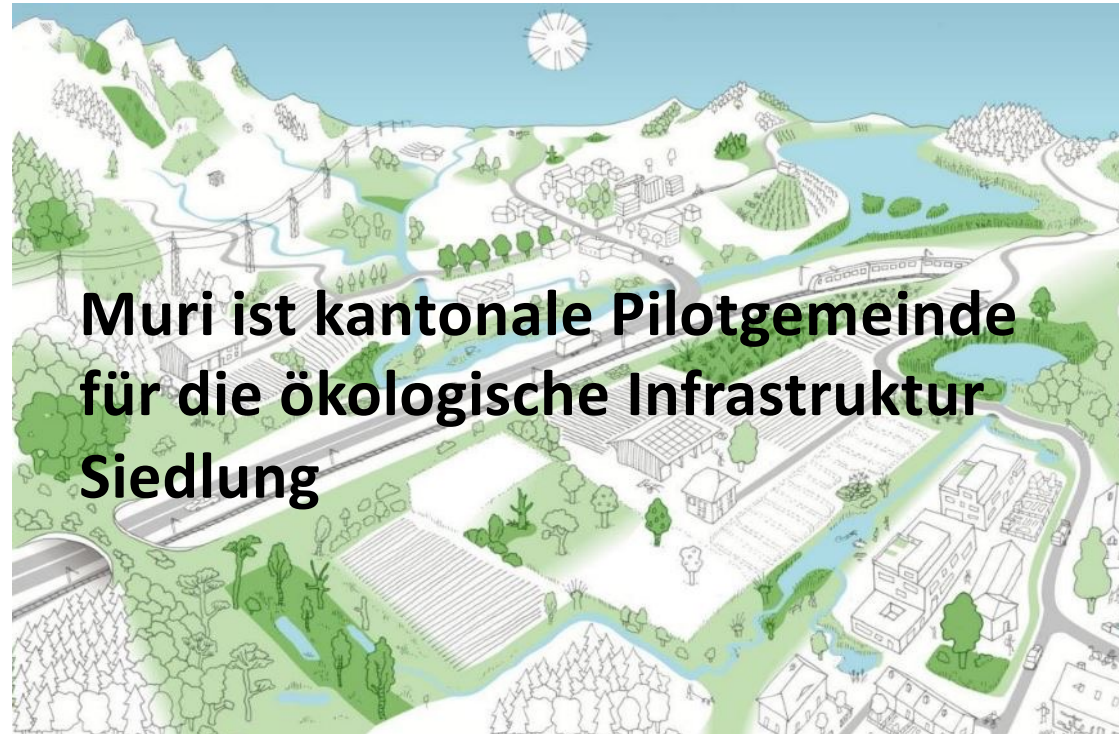 Muri ist kantonale Pilotgemeinde
für die ökologische Infrastruktur
Siedlung